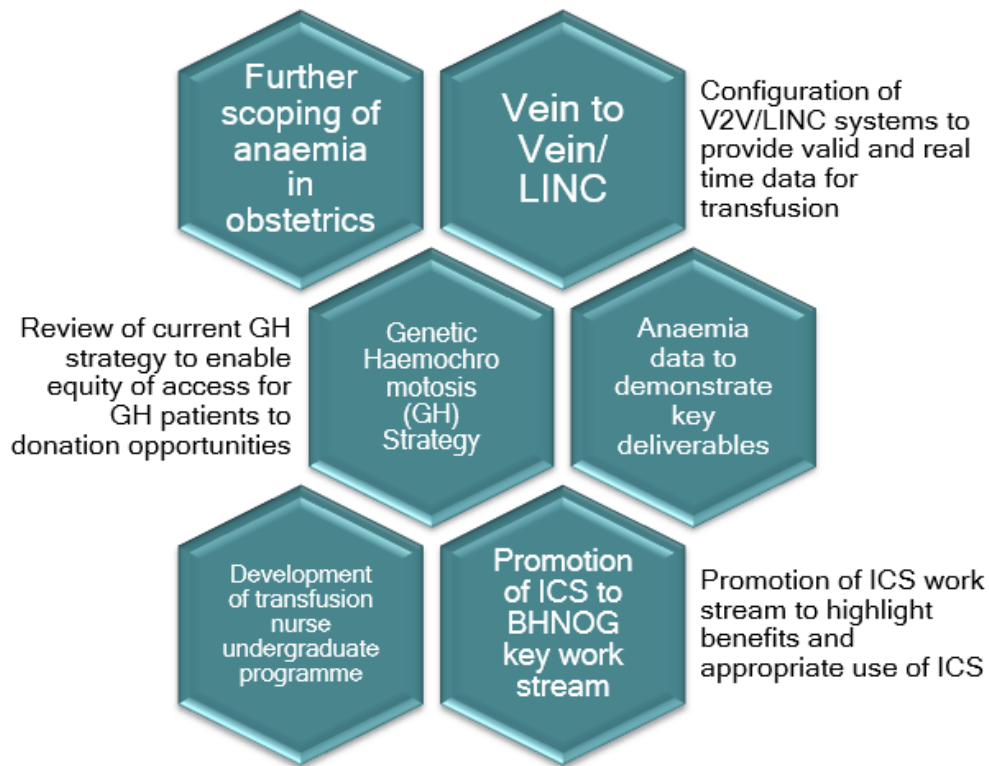 Further
scoping of
anaemia
in
obstetrics
Vein to
Vein/
LINC
Configuration of
V2V/LINC systems to
provide valid and real
time data for
transfusion
Review of current GH
strategy to enable
equity of access for
GH patients to
donation opportunities
Genetic
Haemochro
motosis
(GH)
Strategy
Anaemia
data to
demonstrate
key
deliverables
Development
of transfusion
nurse
undergraduate
programme
Promotion
of ICS to
BHNOG
key work
stream
Promotion of ICS work
stream to highlight
benefits and
appropriate use of ICS